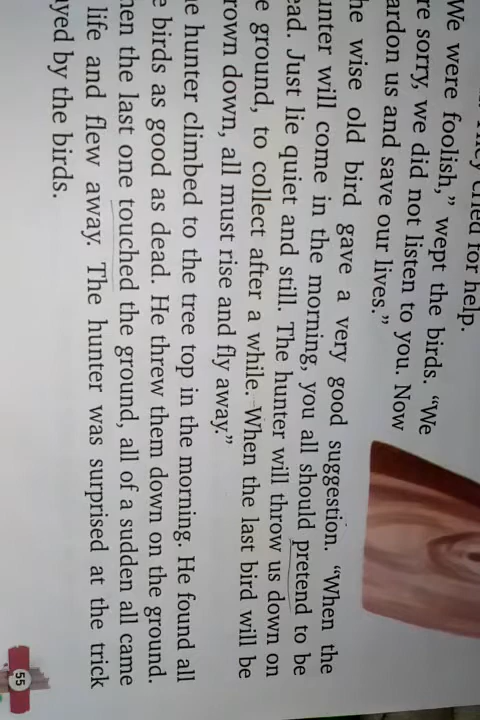 cried for help.
"We were foolish," wept the birds. "We
re sorry, we did not listen to you. Now
ardon us and save our lives."
he wise old bird gave a very good suggestion. "When the
unter will come in the morning, you all should pretend to be
ead. Just lie quiet and still. The hunter will throw us down on
e ground, to collect after a while. When the last bird will be
rown down, all must rise and fly away."
e hunter climbed to the tree top in the morning. He found all
e birds as good as dead. He threw them down on the ground.
hen the last one touched the ground, all of a sudden all came
life and flew away. The hunter was surprised at the trick
ayed by the birds.
55